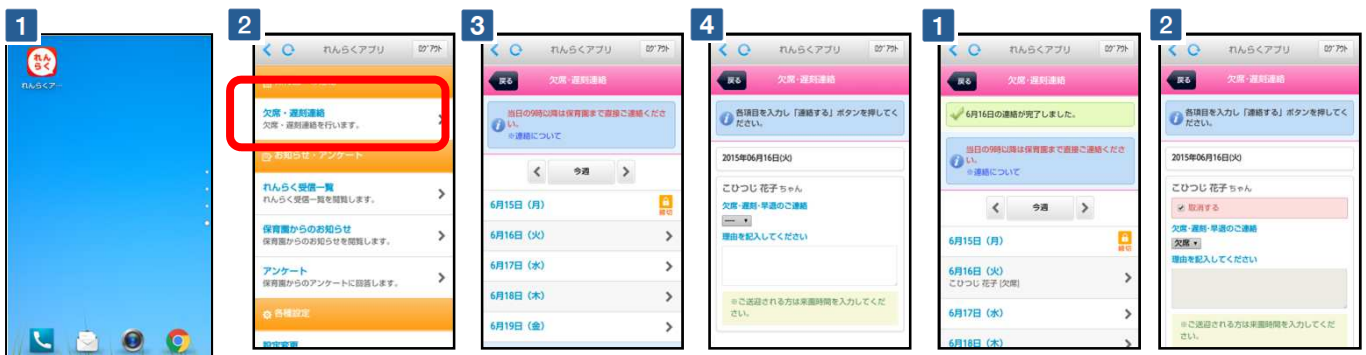 1
れん
らく
れんらくアー
2
れんらくアプリ
ﾛｸﾞｱｳﾄ
欠席・遅刻連絡
欠席・遅刻連絡を行います。
お知らせ・アンケート
れんらく受信一覧
れんらく受信一覧を閲覧します。
保育園からのお知らせ
保育園からのお知らせを閲覧します。
アンケート
保育園からのアンケートに回答します。
各種設定
設定変更
3
れんらくアプリ
ﾛｸﾞｱｳﾄ
戻る
欠席・遅刻連絡
当日の9時以降は保育園まで直接ご連絡くださ
い。
※連絡について
今週
6月15日（月）
締切
6月16日（火）
6月17日（水）
6月18日（木）
6月19日（金）
4
れんらくアプリ
ﾛｸﾞｱｳﾄ
戻る
欠席・遅刻連絡
各項目を入力し「連絡する」ボタンを押してく
ださい。
2015年06月16日(火)
こひつじ 花子 ちゃん
欠席・遅刻・早退のご連絡
----
理由を記入してください
※ご送迎される方は来園時間を入力してくだ
さい。
1
れんらくアプリ
ﾛｸﾞｱｳﾄ
戻る
欠席・遅刻連絡
6月16日の連絡が完了しました。
当日の9時以降は保育園まで直接ご連絡くださ
い。
※連絡について
今週
6月15日（月）
締切
6月16日（火）
こひつじ 花子 [欠席]
6月17日（水）
6月18日（木）
2
れんらくアプリ
ﾛｸﾞｱｳﾄ
戻る
欠席・遅刻連絡
各項目を入力し「連絡する」ボタンを押してく
ださい。
2015年06月16日(火)
こひつじ 花子 ちゃん
取消する
欠席・遅刻・早退のご連絡
欠席
理由を記入してください
※ご送迎される方は来園時間を入力してくだ
さい。